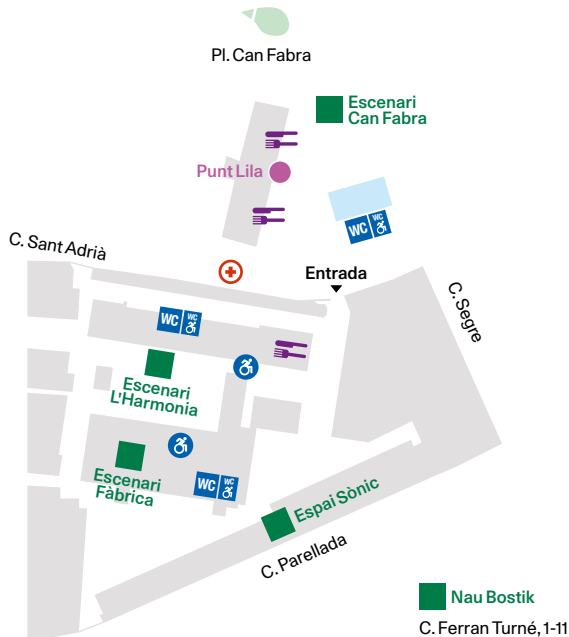 Pl. Can Fabra
Escenari
Can Fabra
Punt Lila
WC
WC
C. Sant Adrià
Entrada
C. Segre
WC
WC
Escenari
L'Harmonia
Escenari
Fàbrica
WC
WC
Espai Sònic
C. Parellada
Nau Bostik
C. Ferran Turné, 1-11